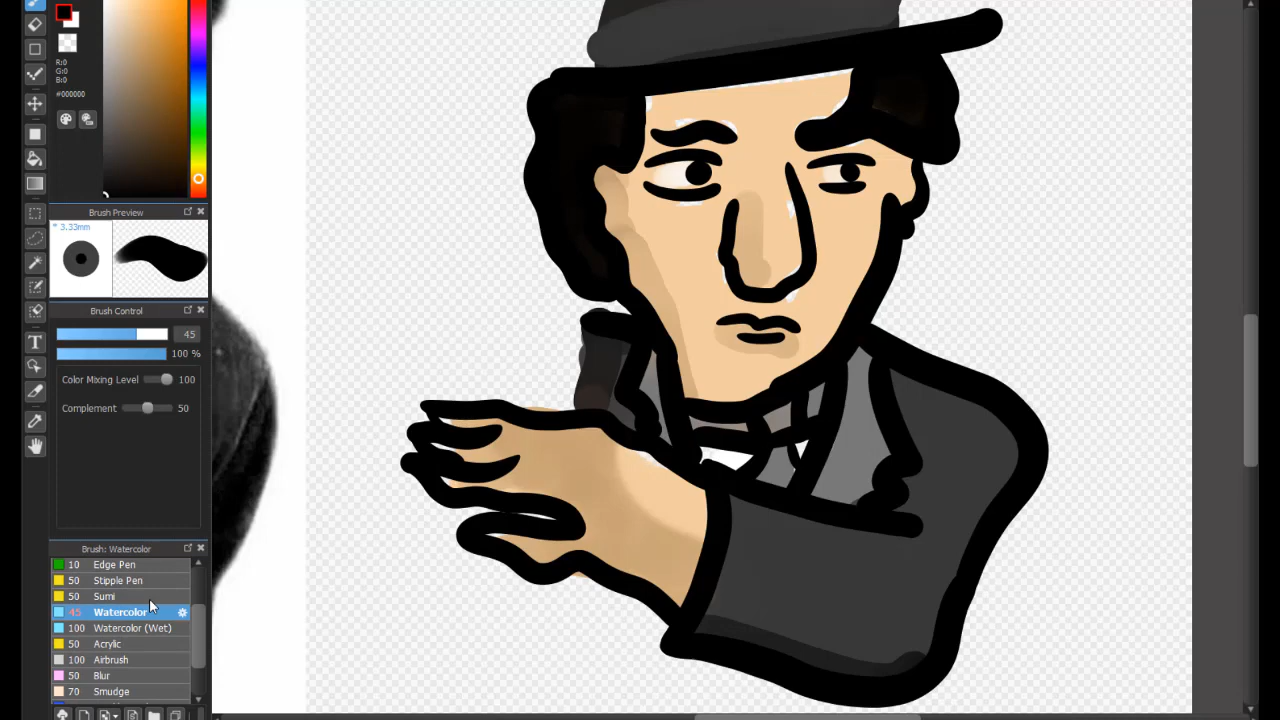 R:0
G:0
B:0
#000000
Brush Preview
* 3.33mm
Brush Control
45
100 %
Color Mixing Level 100
Complement 50
Brush: Watercolor
10 Edge Pen
50 Stipple Pen
50 Sumi
45 Watercolor
100 Watercolor (Wet)
50 Acrylic
100 Airbrush
50 Blur
70 Smudge